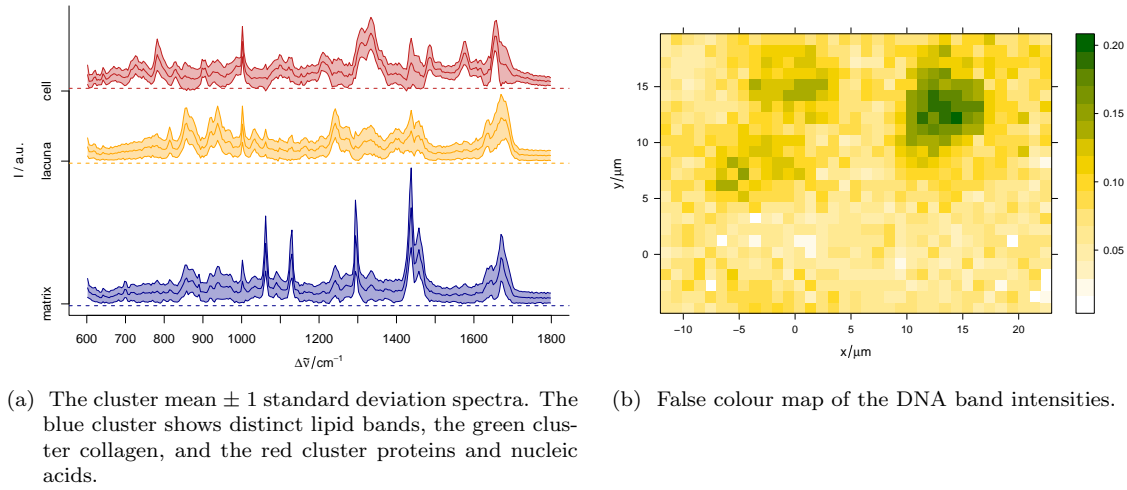 cell
lacuna
matrix
I / a.u.
600 700 800 900 1000 1200 1400 1600 1800
Δν̃/cm⁻¹
15
10
5
0
y/μm
-10 -5 0 5 10 15 20
x/μm
0.20
0.15
0.10
0.05
(a) The cluster mean ± 1 standard deviation spectra. The
blue cluster shows distinct lipid bands, the green clus-
ter collagen, and the red cluster proteins and nucleic
acids.
(b) False colour map of the DNA band intensities.